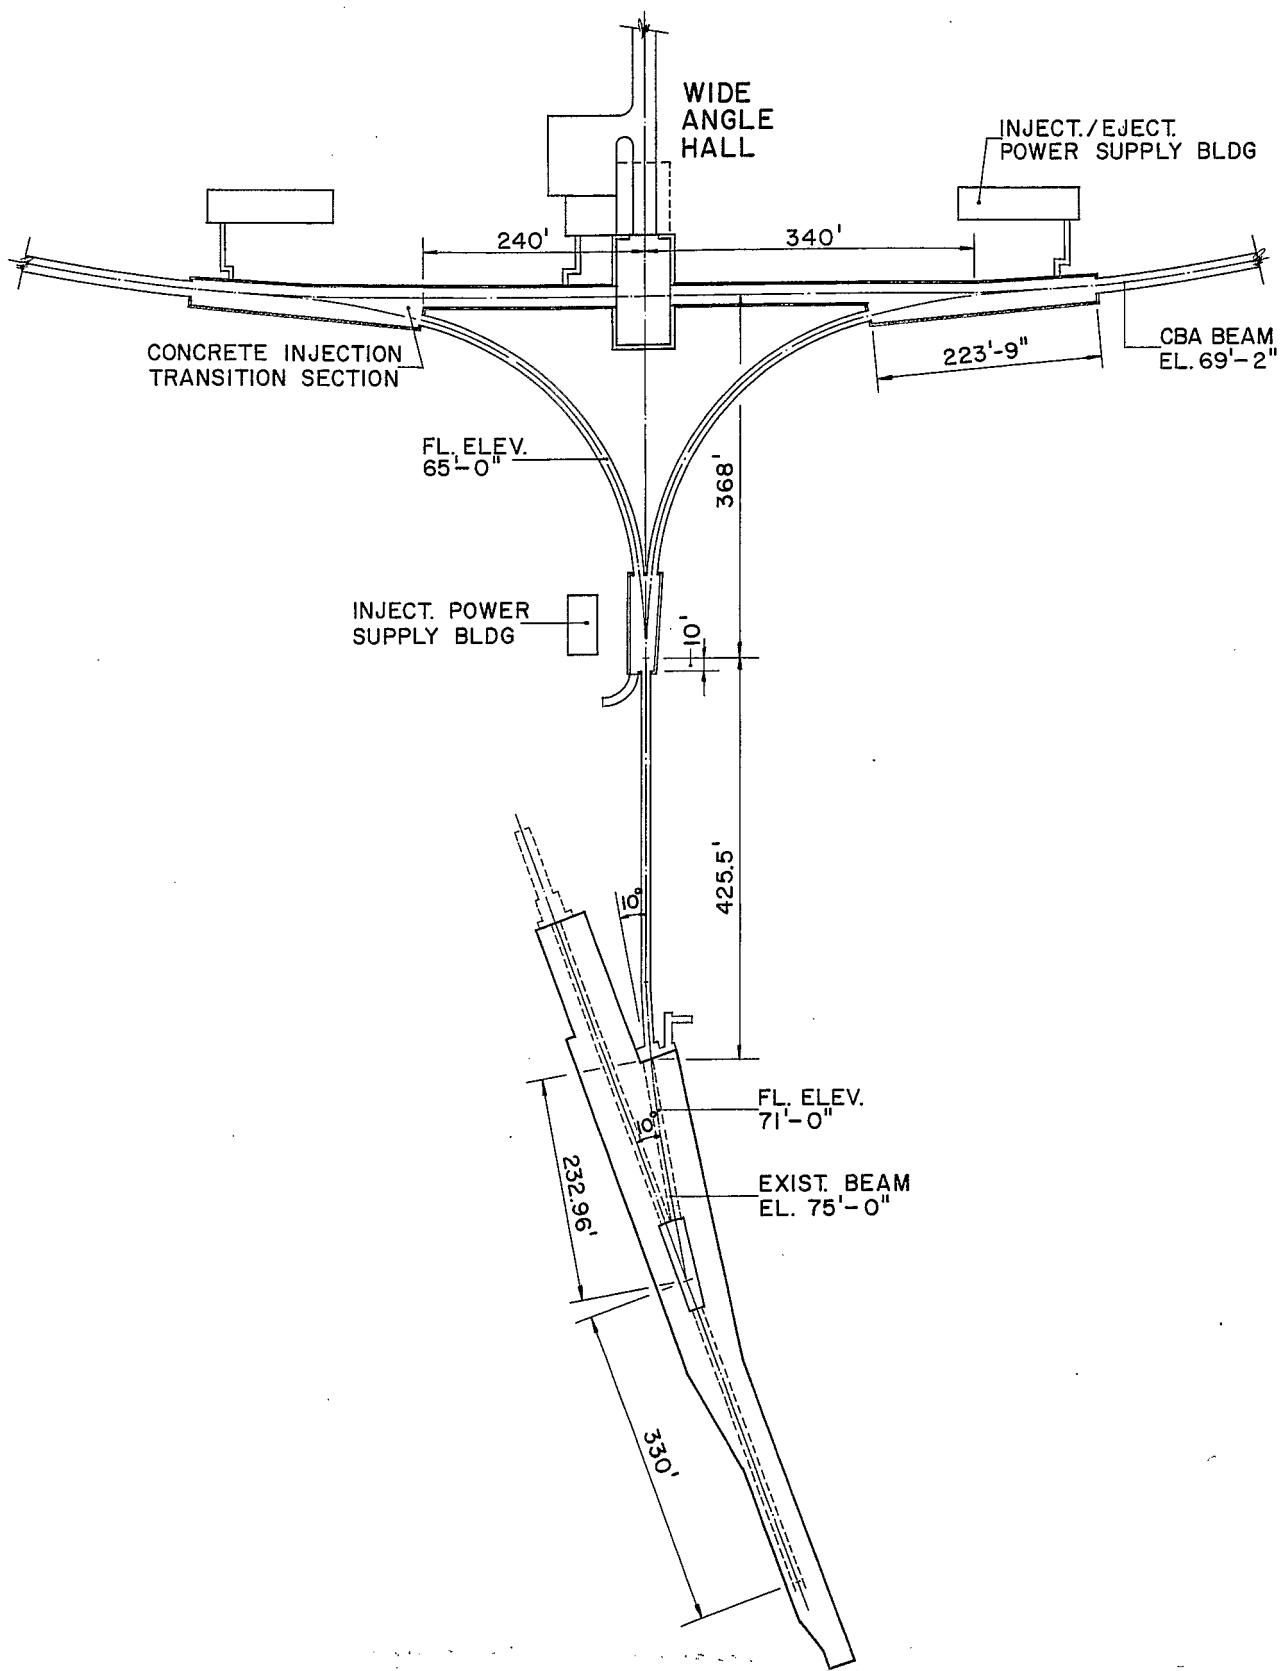 WIDE
ANGLE
HALL
INJECT./EJECT.
POWER SUPPLY BLDG
240'
340'
CONCRETE INJECTION
TRANSITION SECTION
223'-9"
CBA BEAM
EL. 69'-2"
FL. ELEV.
65'-0"
368'
INJECT. POWER
SUPPLY BLDG
10'
425.5'
10°
FL. ELEV.
71'-0"
10°
EXIST. BEAM
EL. 75'-0"
232.96'
330'